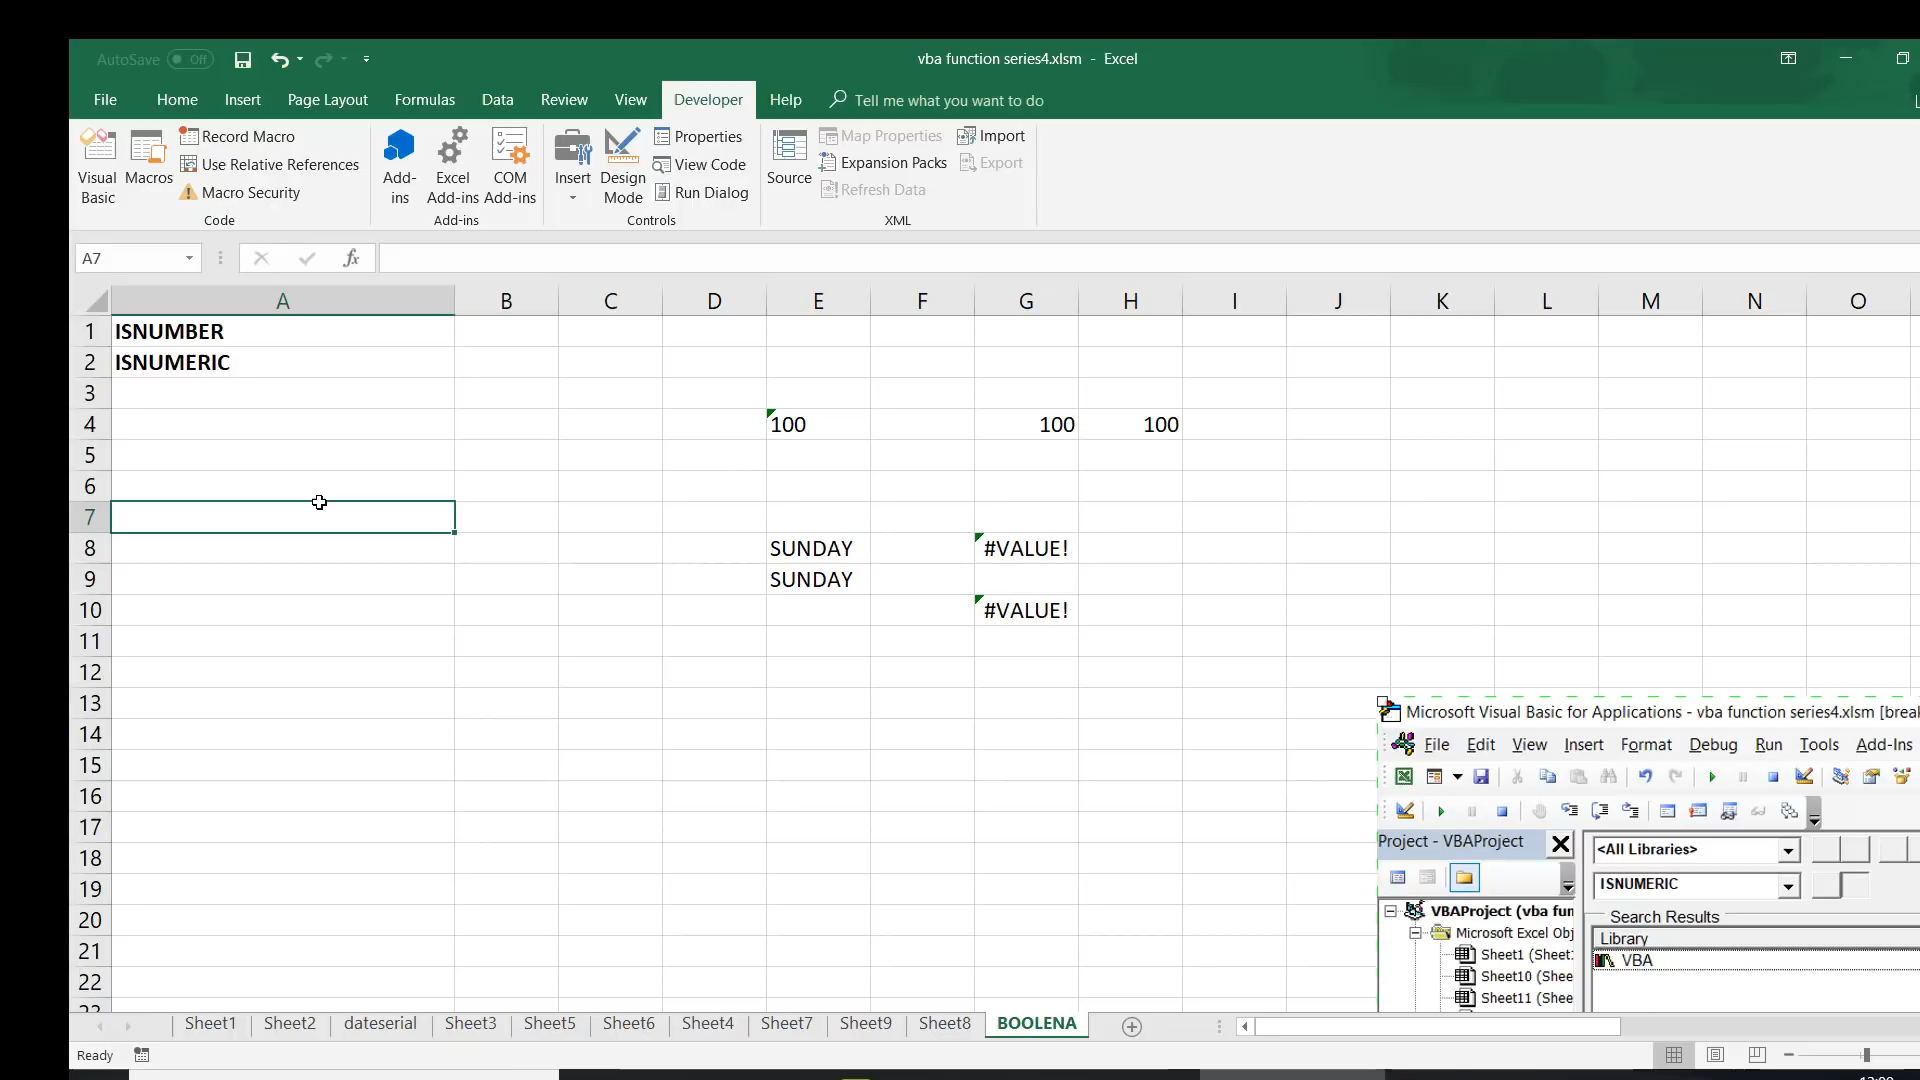 AutoSave Off
vba function series4.xlsm - Excel
File Home Insert Page Layout Formulas Data Review View Developer Help Tell me what you want to do
Visual Basic
Macros
Record Macro
Use Relative References
Macro Security
Code
Add-ins
Excel Add-ins
COM Add-ins
Add-ins
Insert
Design Mode
Properties
View Code
Run Dialog
Controls
Source
Map Properties
Expansion Packs
Refresh Data
Import
Export
XML
A7
fx
A B C D E F G H I J K L M N O
1 ISNUMBER
2 ISNUMERIC
3
4 100 100 100
5
6
7
8 SUNDAY #VALUE!
9 SUNDAY
10 #VALUE!
11
12
13
14
15
16
17
18
19
20
21
22
Microsoft Visual Basic for Applications - vba function series4.xlsm [break
File Edit View Insert Format Debug Run Tools Add-Ins
Project - VBAProject
<All Libraries>
ISNUMERIC
Search Results
Library
VBA
VBAProject (vba fun
Microsoft Excel Obj
Sheet1 (Sheet1
Sheet10 (Shee
Sheet11 (Shee
Sheet1 Sheet2 dateserial Sheet3 Sheet5 Sheet6 Sheet4 Sheet7 Sheet9 Sheet8 BOOLENA
Ready